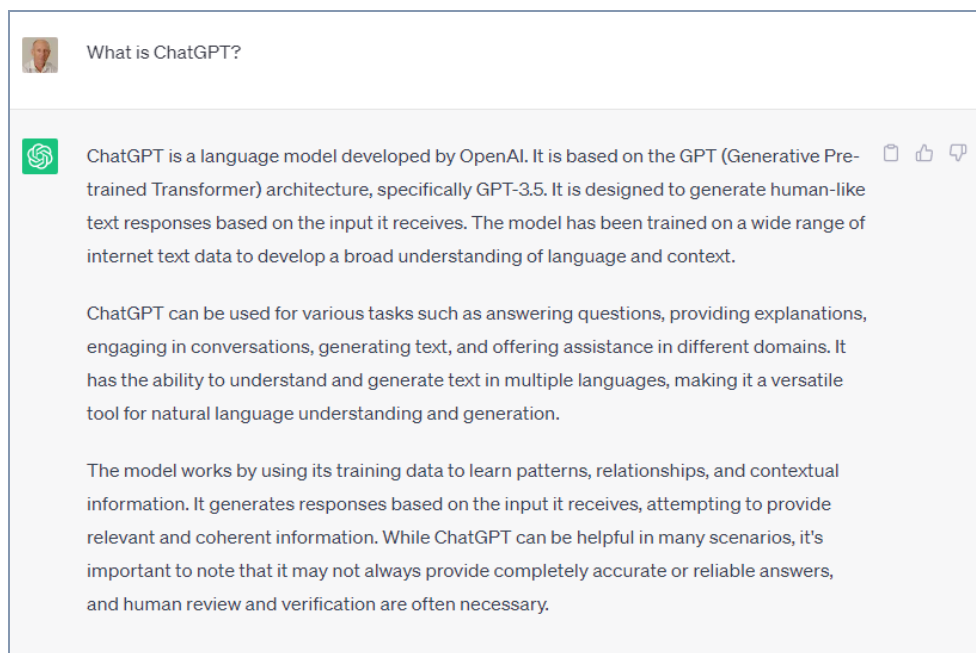 What is ChatGPT?
ChatGPT is a language model developed by OpenAI. It is based on the GPT (Generative Pre-
trained Transformer) architecture, specifically GPT-3.5. It is designed to generate human-like
text responses based on the input it receives. The model has been trained on a wide range of
internet text data to develop a broad understanding of language and context.
ChatGPT can be used for various tasks such as answering questions, providing explanations,
engaging in conversations, generating text, and offering assistance in different domains. It
has the ability to understand and generate text in multiple languages, making it a versatile
tool for natural language understanding and generation.
The model works by using its training data to learn patterns, relationships, and contextual
information. It generates responses based on the input it receives, attempting to provide
relevant and coherent information. While ChatGPT can be helpful in many scenarios, it's
important to note that it may not always provide completely accurate or reliable answers,
and human review and verification are often necessary.